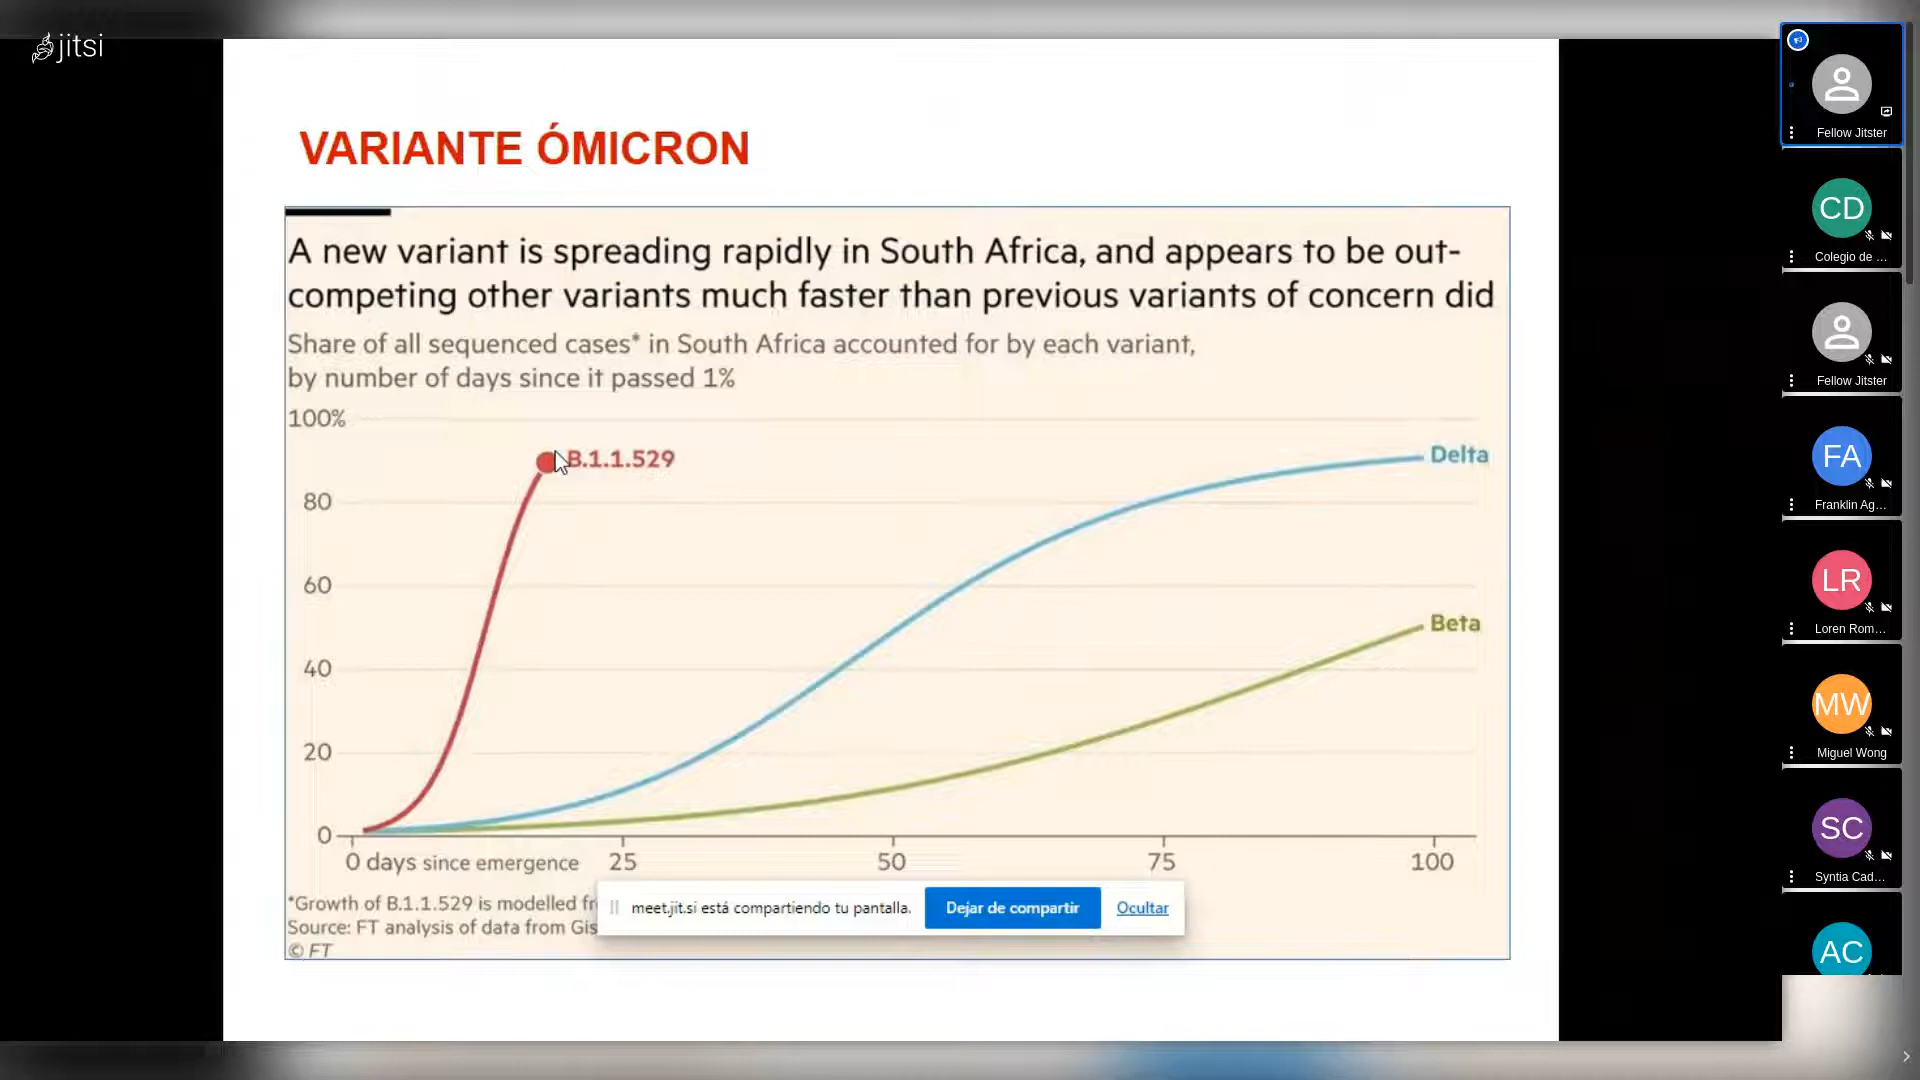 jitsi
VARIANTE ÓMICRON
A new variant is spreading rapidly in South Africa, and appears to be out-
competing other variants much faster than previous variants of concern did
Share of all sequenced cases* in South Africa accounted for by each variant,
by number of days since it passed 1%
100%
B.1.1.529
Delta
80
60
Beta
40
20
0
0 days since emergence 25 50 75 100
*Growth of B.1.1.529 is modelled
Source: FT analysis of data from
© FT
meet.jit.si está compartiendo tu pantalla. Dejar de compartir Ocultar
Fellow Jitster
CD
Colegio de ...
Fellow Jitster
FA
Franklin Ag...
LR
Loren Rom...
MW
Miguel Wong
SC
Syntia Cad...
AC